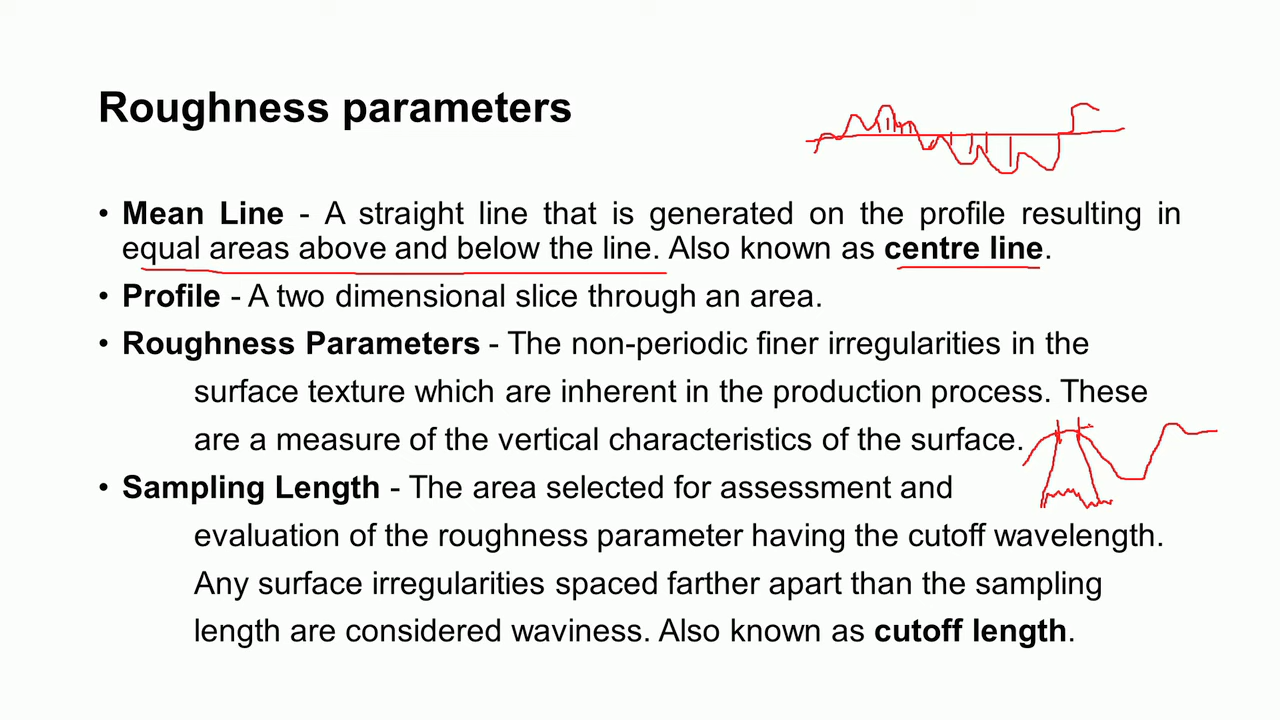 Roughness parameters
• Mean Line - A straight line that is generated on the profile resulting in
equal areas above and below the line. Also known as centre line.
• Profile - A two dimensional slice through an area.
• Roughness Parameters - The non-periodic finer irregularities in the
surface texture which are inherent in the production process. These
are a measure of the vertical characteristics of the surface.
• Sampling Length - The area selected for assessment and
evaluation of the roughness parameter having the cutoff wavelength.
Any surface irregularities spaced farther apart than the sampling
length are considered waviness. Also known as cutoff length.